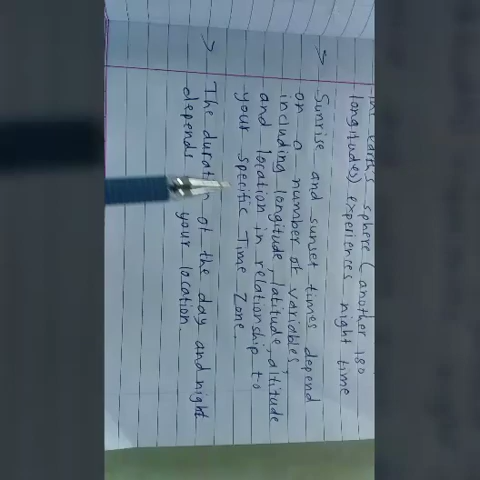 the earth's sphere (another 180
longitudes) experiences night time
→ Sunrise and sunset times depend
on a number of variables,
including longitude, latitude, altitude
and location in relationship to
your specific Time Zone.
→ The duration of the day and night
depends your location.